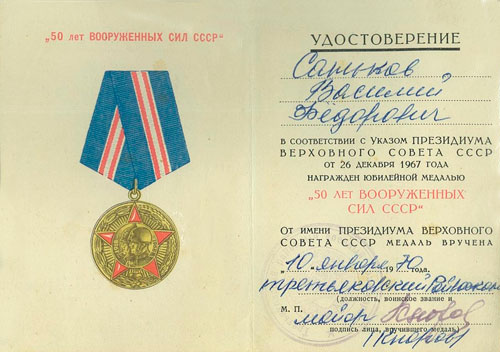 „50 лет ВООРУЖЕННЫХ СИЛ СССР“
УДОСТОВЕРЕНИЕ
Василий
Фёдорович
В СООТВЕТСТВИИ С УКАЗОМ ПРЕЗИДИУМА
ВЕРХОВНОГО СОВЕТА СССР
ОТ 26 ДЕКАБРЯ 1967 ГОДА
НАГРАЖДЕН ЮБИЛЕЙНОЙ МЕДАЛЬЮ
„50 ЛЕТ ВООРУЖЕННЫХ
СИЛ СССР“
ОТ ИМЕНИ ПРЕЗИДИУМА ВЕРХОВНОГО
СОВЕТА СССР МЕДАЛЬ ВРУЧЕНА
„10“ января 1970 года.
третьяковский
(должность, воинское звание и
М. П. майор
подпись лица, вручившего медаль)